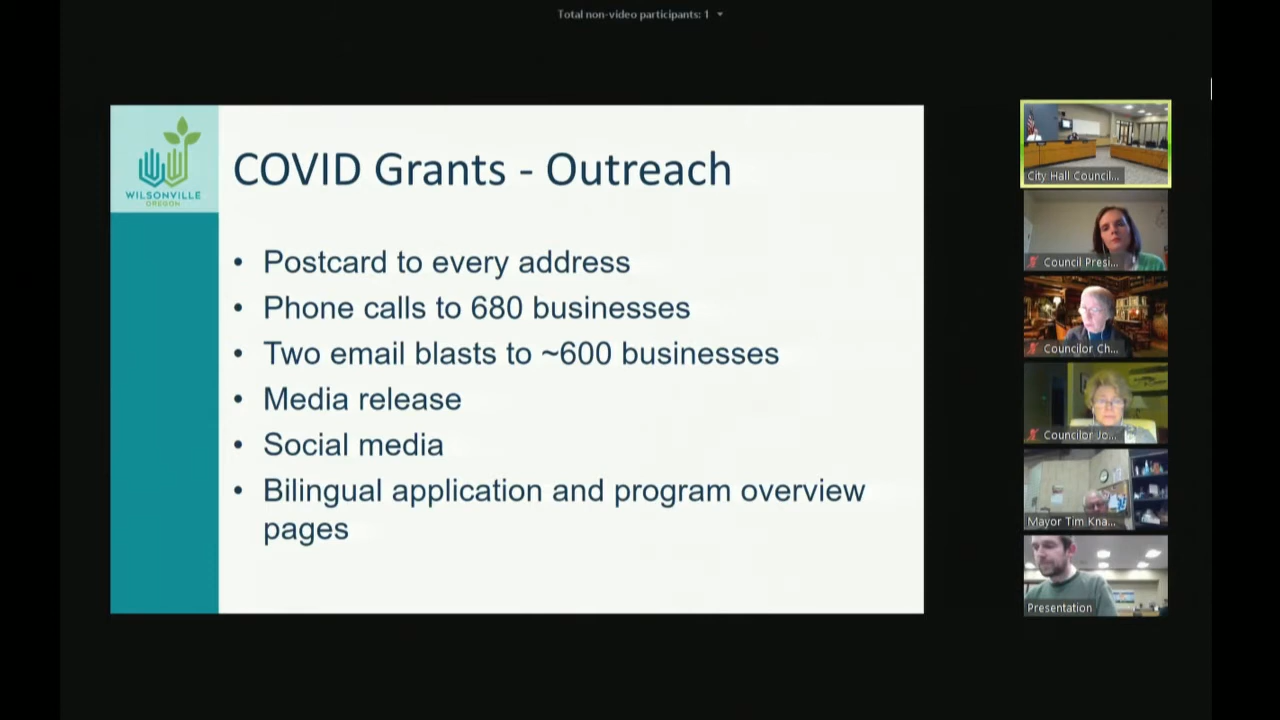 Total non-video participants: 1
WILSONVILLE
OREGON
COVID Grants - Outreach
• Postcard to every address
• Phone calls to 680 businesses
• Two email blasts to ~600 businesses
• Media release
• Social media
• Bilingual application and program overview
pages
City Hall Council...
Council Presi...
Councilor Ch...
Councilor Jo...
Mayor Tim Kna...
Presentation